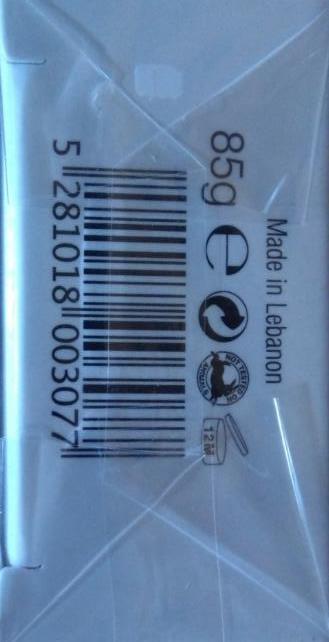 Made in Lebanon
85g e
NOT TESTED ON ANIMALS
12M
5 281018 003077